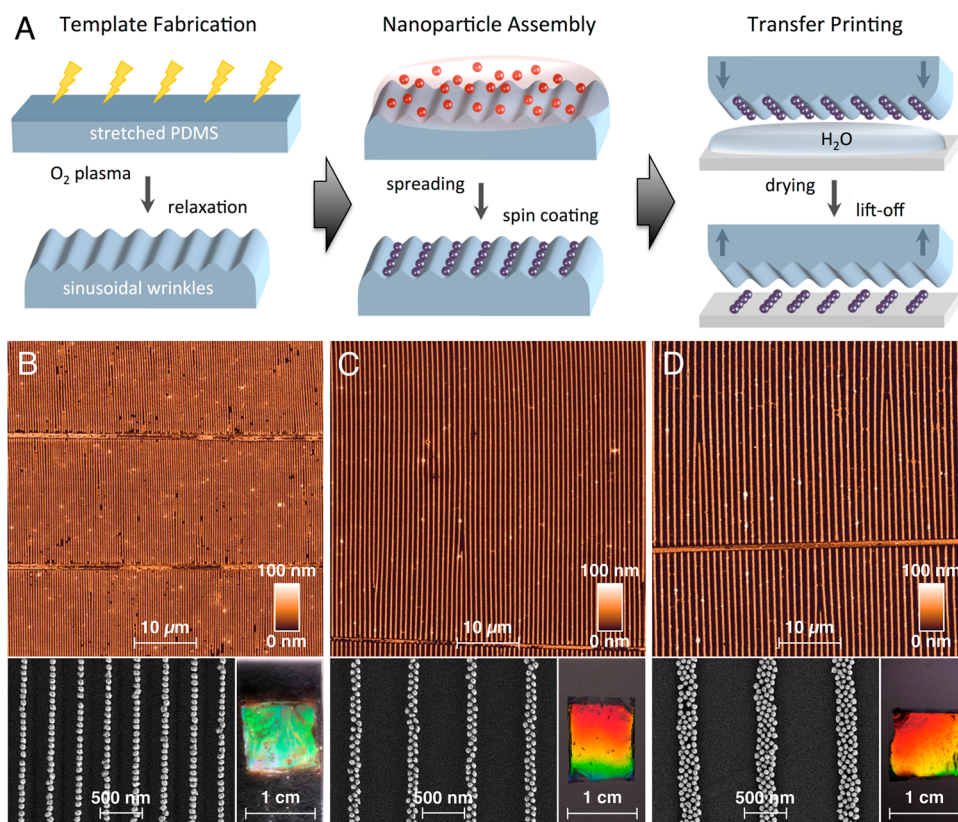 A
Template Fabrication
Nanoparticle Assembly
Transfer Printing
stretched PDMS
O₂ plasma
relaxation
sinusoidal wrinkles
spreading
spin coating
H₂O
drying
lift-off
B
100 nm
0 nm
10 µm
C
100 nm
0 nm
10 µm
D
100 nm
0 nm
10 µm
500 nm
1 cm
500 nm
1 cm
500 nm
1 cm